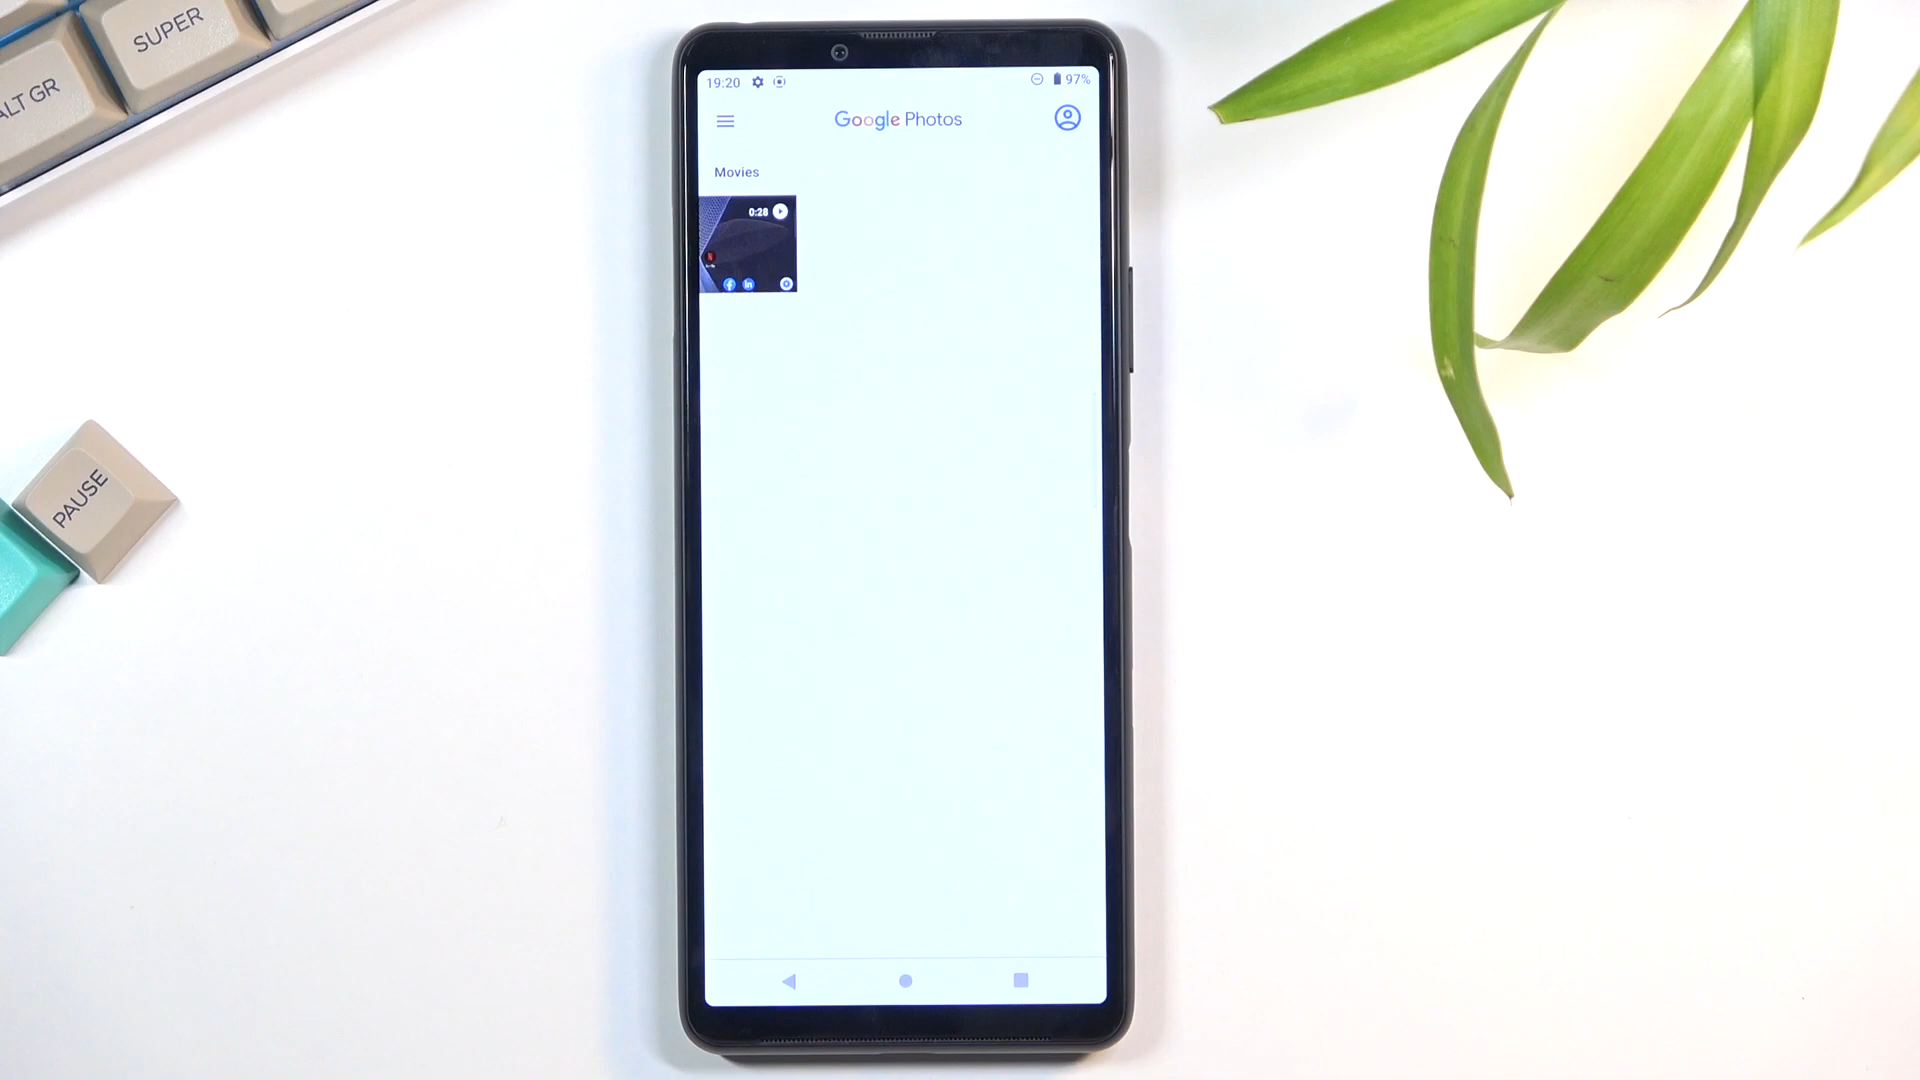 SUPER
ALT GR
PAUSE
19:20
97%
Google Photos
Movies
0:28